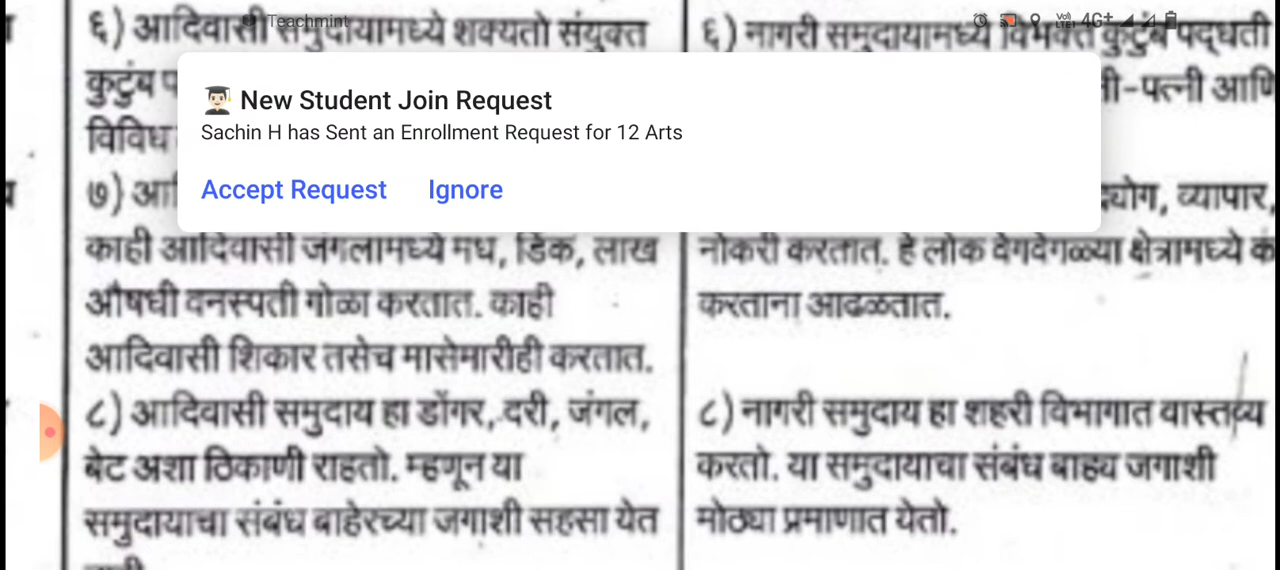 Teachmint
VoD LTE1 4G+
New Student Join Request
Sachin H has Sent an Enrollment Request for 12 Arts
Accept Request Ignore
६) आदिवासी समुदायामध्ये शक्यतो संयुक्त
कुटुंब
विविध
७)
काही आदिवासी जंगलामध्ये मध, डिंक, लाख
औषधी वनस्पती गोळा करतात. काही
आदिवासी शिकार तसेच मासेमारीही करतात.
८) आदिवासी समुदाय हा डोंगर, दरी, जंगल,
बेट अशा ठिकाणी राहतो. म्हणून या
समुदायाचा संबंध बाहेरच्या जगाशी सहसा येत
६) नागरी समुदायामध्ये विभक्त कुटुंब पद्धती
-पत्नी आणि
व्यापार,
नोकरी करतात. हे लोक वेगवेगळ्या क्षेत्रामध्ये
करताना आढळतात.
८) नागरी समुदाय हा शहरी विभागात वास्तव्य
करतो. या समुदायाचा संबंध बाह्य जगाशी
मोठ्या प्रमाणात येतो.